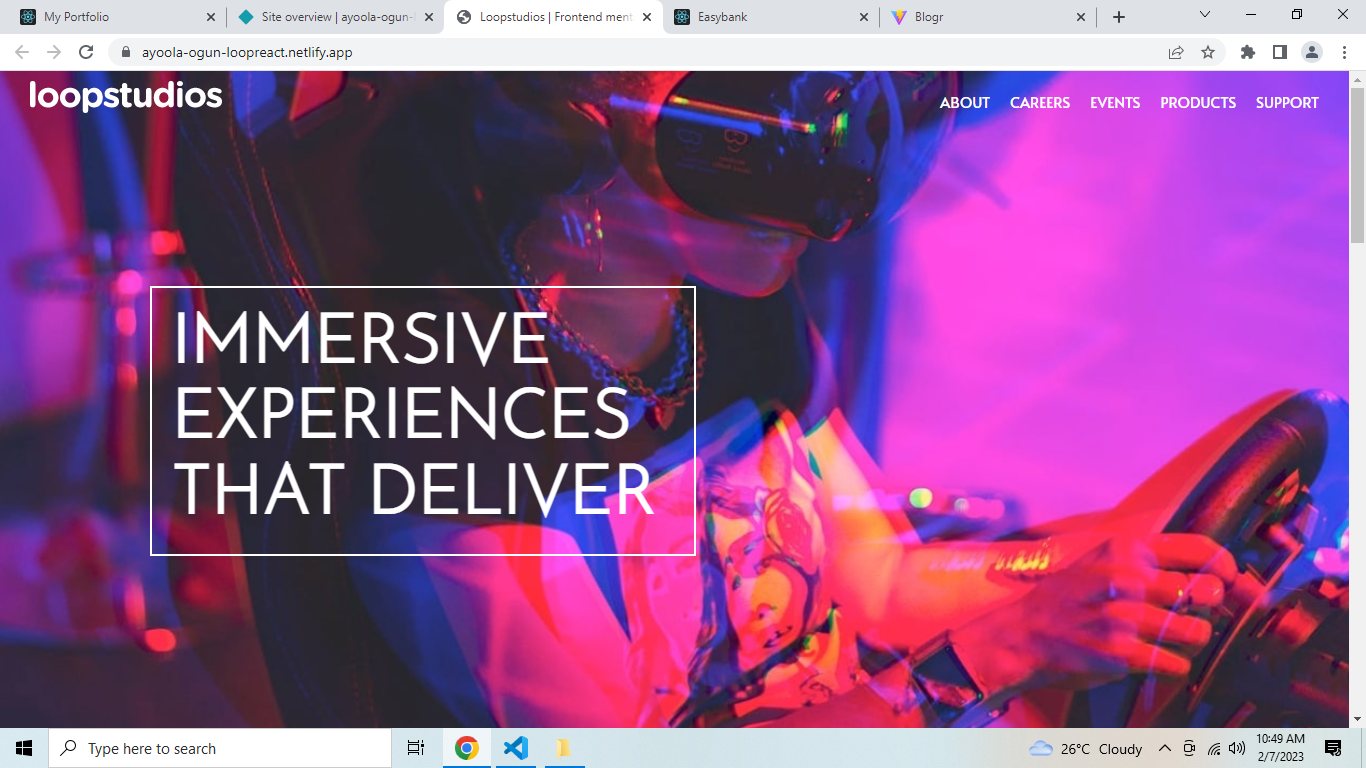 My Portfolio
Site overview | ayoola-ogun-l
Loopstudios | Frontend ment
Easybank
Blogr
ayoola-ogun-loopreact.netlify.app
loopstudios
ABOUT CAREERS EVENTS PRODUCTS SUPPORT
IMMERSIVE
EXPERIENCES
THAT DELIVER
Type here to search
26°C Cloudy
10:49 AM
2/7/2023